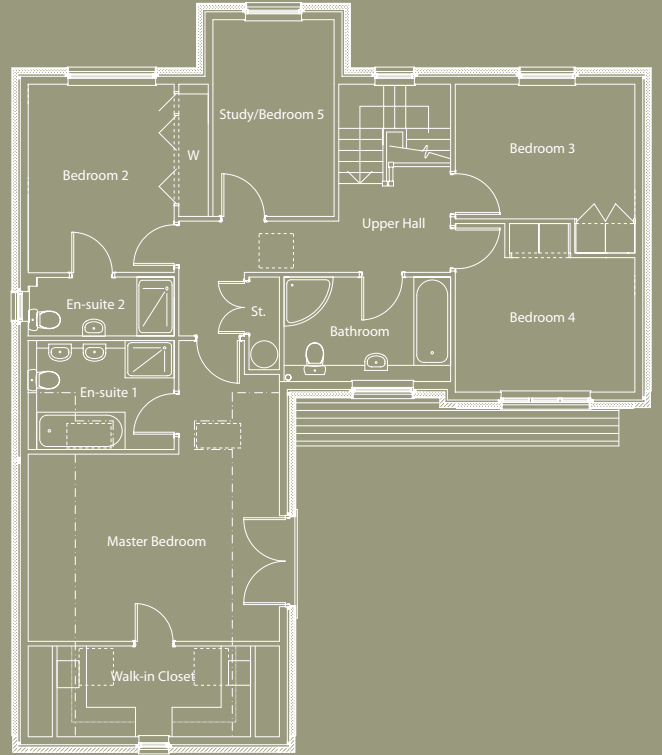 Study/Bedroom 5
Bedroom 3
W
Bedroom 2
Upper Hall
En-suite 2
St.
Bathroom
Bedroom 4
En-suite 1
Master Bedroom
Walk-in Closet